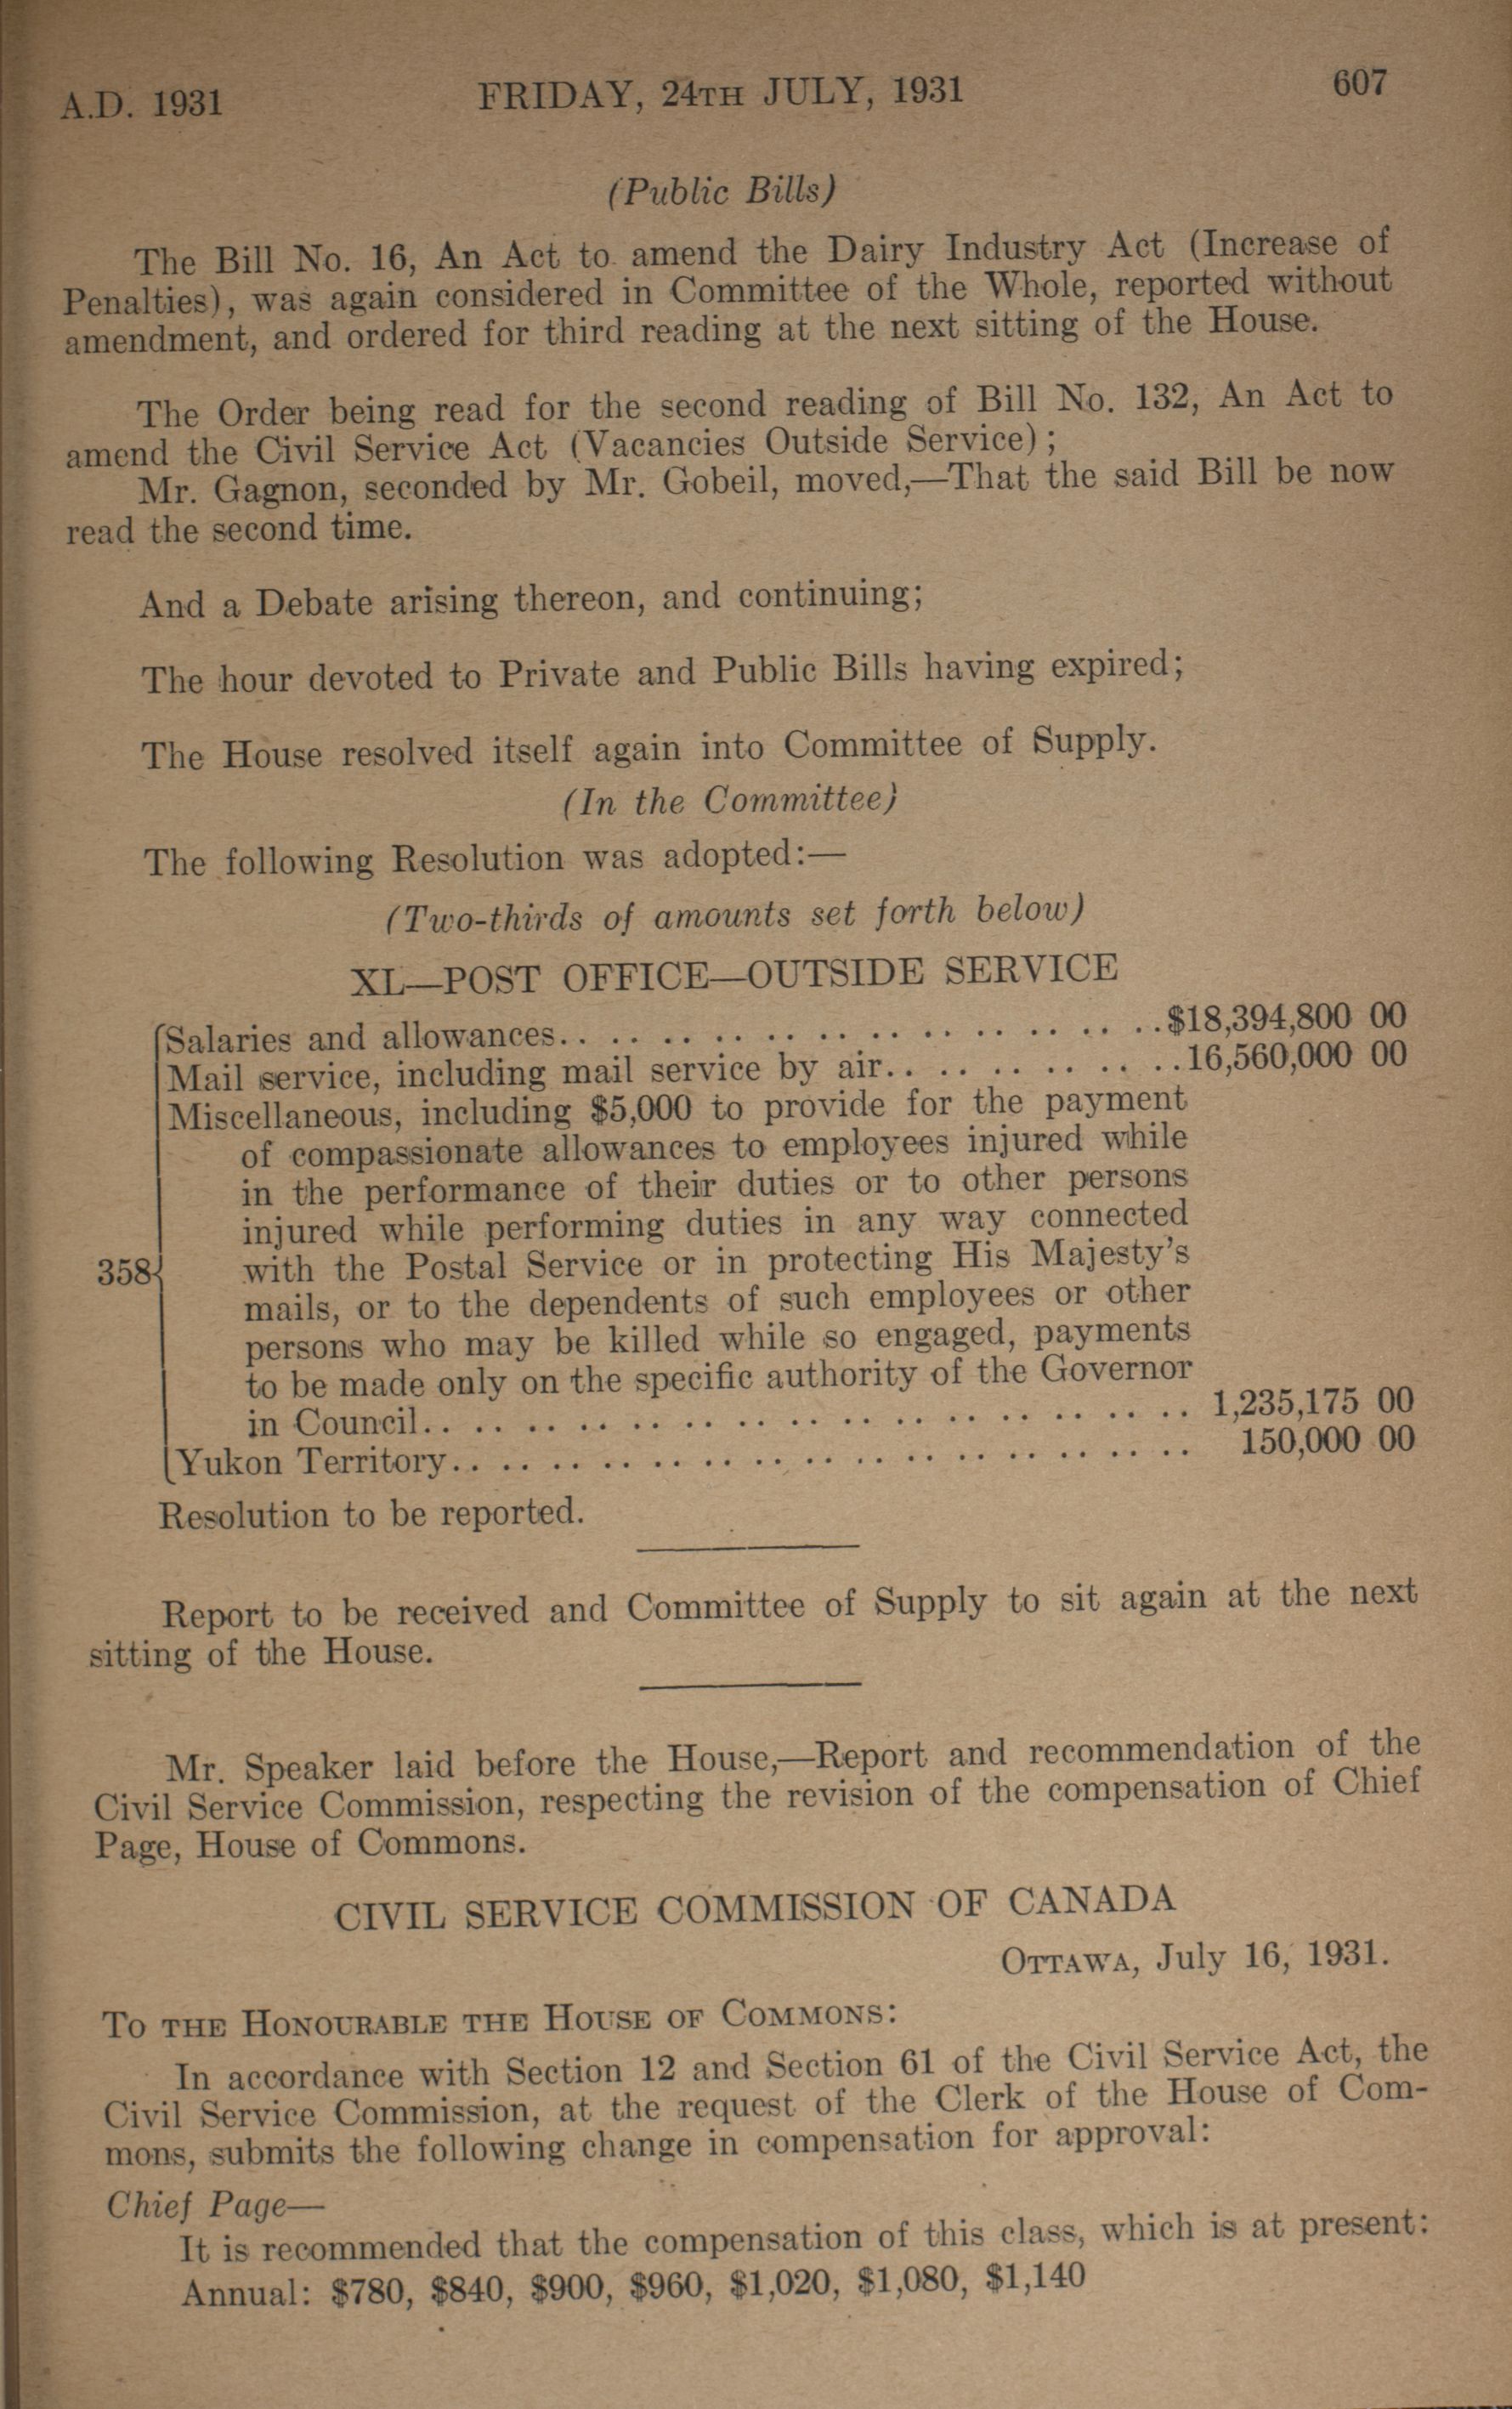 A.D. 1931 FRIDAY, 24TH JULY, 1931 607
(Public Bills)
The Bill No. 16, An Act to amend the Dairy Industry Act (Increase of
Penalties), was again considered in Committee of the Whole, reported without
amendment, and ordered for third reading at the next sitting of the House.
The Order being read for the second reading of Bill No. 132, An Act to
amend the Civil Service Act (Vacancies Outside Service);
Mr. Gagnon, seconded by Mr. Gobeil, moved,—That the said Bill be now
read the second time.
And a Debate arising thereon, and continuing;
The hour devoted to Private and Public Bills having expired;
The House resolved itself again into Committee of Supply.
(In the Committee)
The following Resolution was adopted:—
(Two-thirds of amounts set forth below)
XL—POST OFFICE—OUTSIDE SERVICE
Salaries and allowances.. .. .. .. .. .. .. .. .. .. .. ..$18,394,800 00
Mail service, including mail service by air.. .. .. .. .. ..16,560,000 00
Miscellaneous, including $5,000 to provide for the payment
of compassionate allowances to employees injured while
in the performance of their duties or to other persons
injured while performing duties in any way connected
358 with the Postal Service or in protecting His Majesty's
mails, or to the dependents of such employees or other
persons who may be killed while so engaged, payments
to be made only on the specific authority of the Governor
in Council.. .. .. .. .. .. .. .. .. .. .. .. .. .. .. 1,235,175 00
Yukon Territory.. .. .. .. .. .. .. .. .. .. .. .. .. .. .. 150,000 00
Resolution to be reported.
Report to be received and Committee of Supply to sit again at the next
sitting of the House.
Mr. Speaker laid before the House,—Report and recommendation of the
Civil Service Commission, respecting the revision of the compensation of Chief
Page, House of Commons.
CIVIL SERVICE COMMISSION OF CANADA
OTTAWA, July 16, 1931.
TO THE HONOURABLE THE HOUSE OF COMMONS:
In accordance with Section 12 and Section 61 of the Civil Service Act, the
Civil Service Commission, at the request of the Clerk of the House of Com-
mons, submits the following change in compensation for approval:
Chief Page—
It is recommended that the compensation of this class, which is at present:
Annual: $780, $840, $900, $960, $1,020, $1,080, $1,140